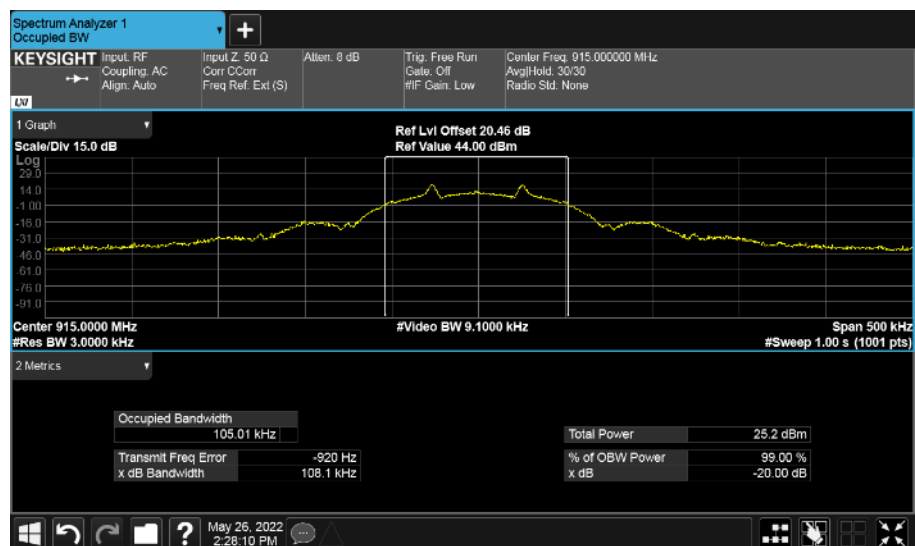 Spectrum Analyzer 1
Occupied BW
+
KEYSIGHT
Input: RF
Coupling: AC
Align: Auto
Input Z: 50 Ω
Corr CCorr
Freq Ref: Ext (S)
Atten: 8 dB
Trig: Free Run
Gate: Off
#IF Gain: Low
Center Freq: 915.000000 MHz
Avg|Hold: 30/30
Radio Std: None
LXI
1 Graph
Scale/Div 15.0 dB
Ref Lvl Offset 20.46 dB
Ref Value 44.00 dBm
Log
29.0
14.0
-1.00
-16.0
-31.0
-46.0
-61.0
-76.0
-91.0
Center 915.0000 MHz
#Video BW 9.1000 kHz
Span 500 kHz
#Res BW 3.0000 kHz
#Sweep 1.00 s (1001 pts)
2 Metrics
Occupied Bandwidth
105.01 kHz
Total Power 25.2 dBm
Transmit Freq Error -920 Hz
% of OBW Power 99.00 %
x dB Bandwidth 108.1 kHz
x dB -20.00 dB
?
May 26, 2022
2:28:10 PM